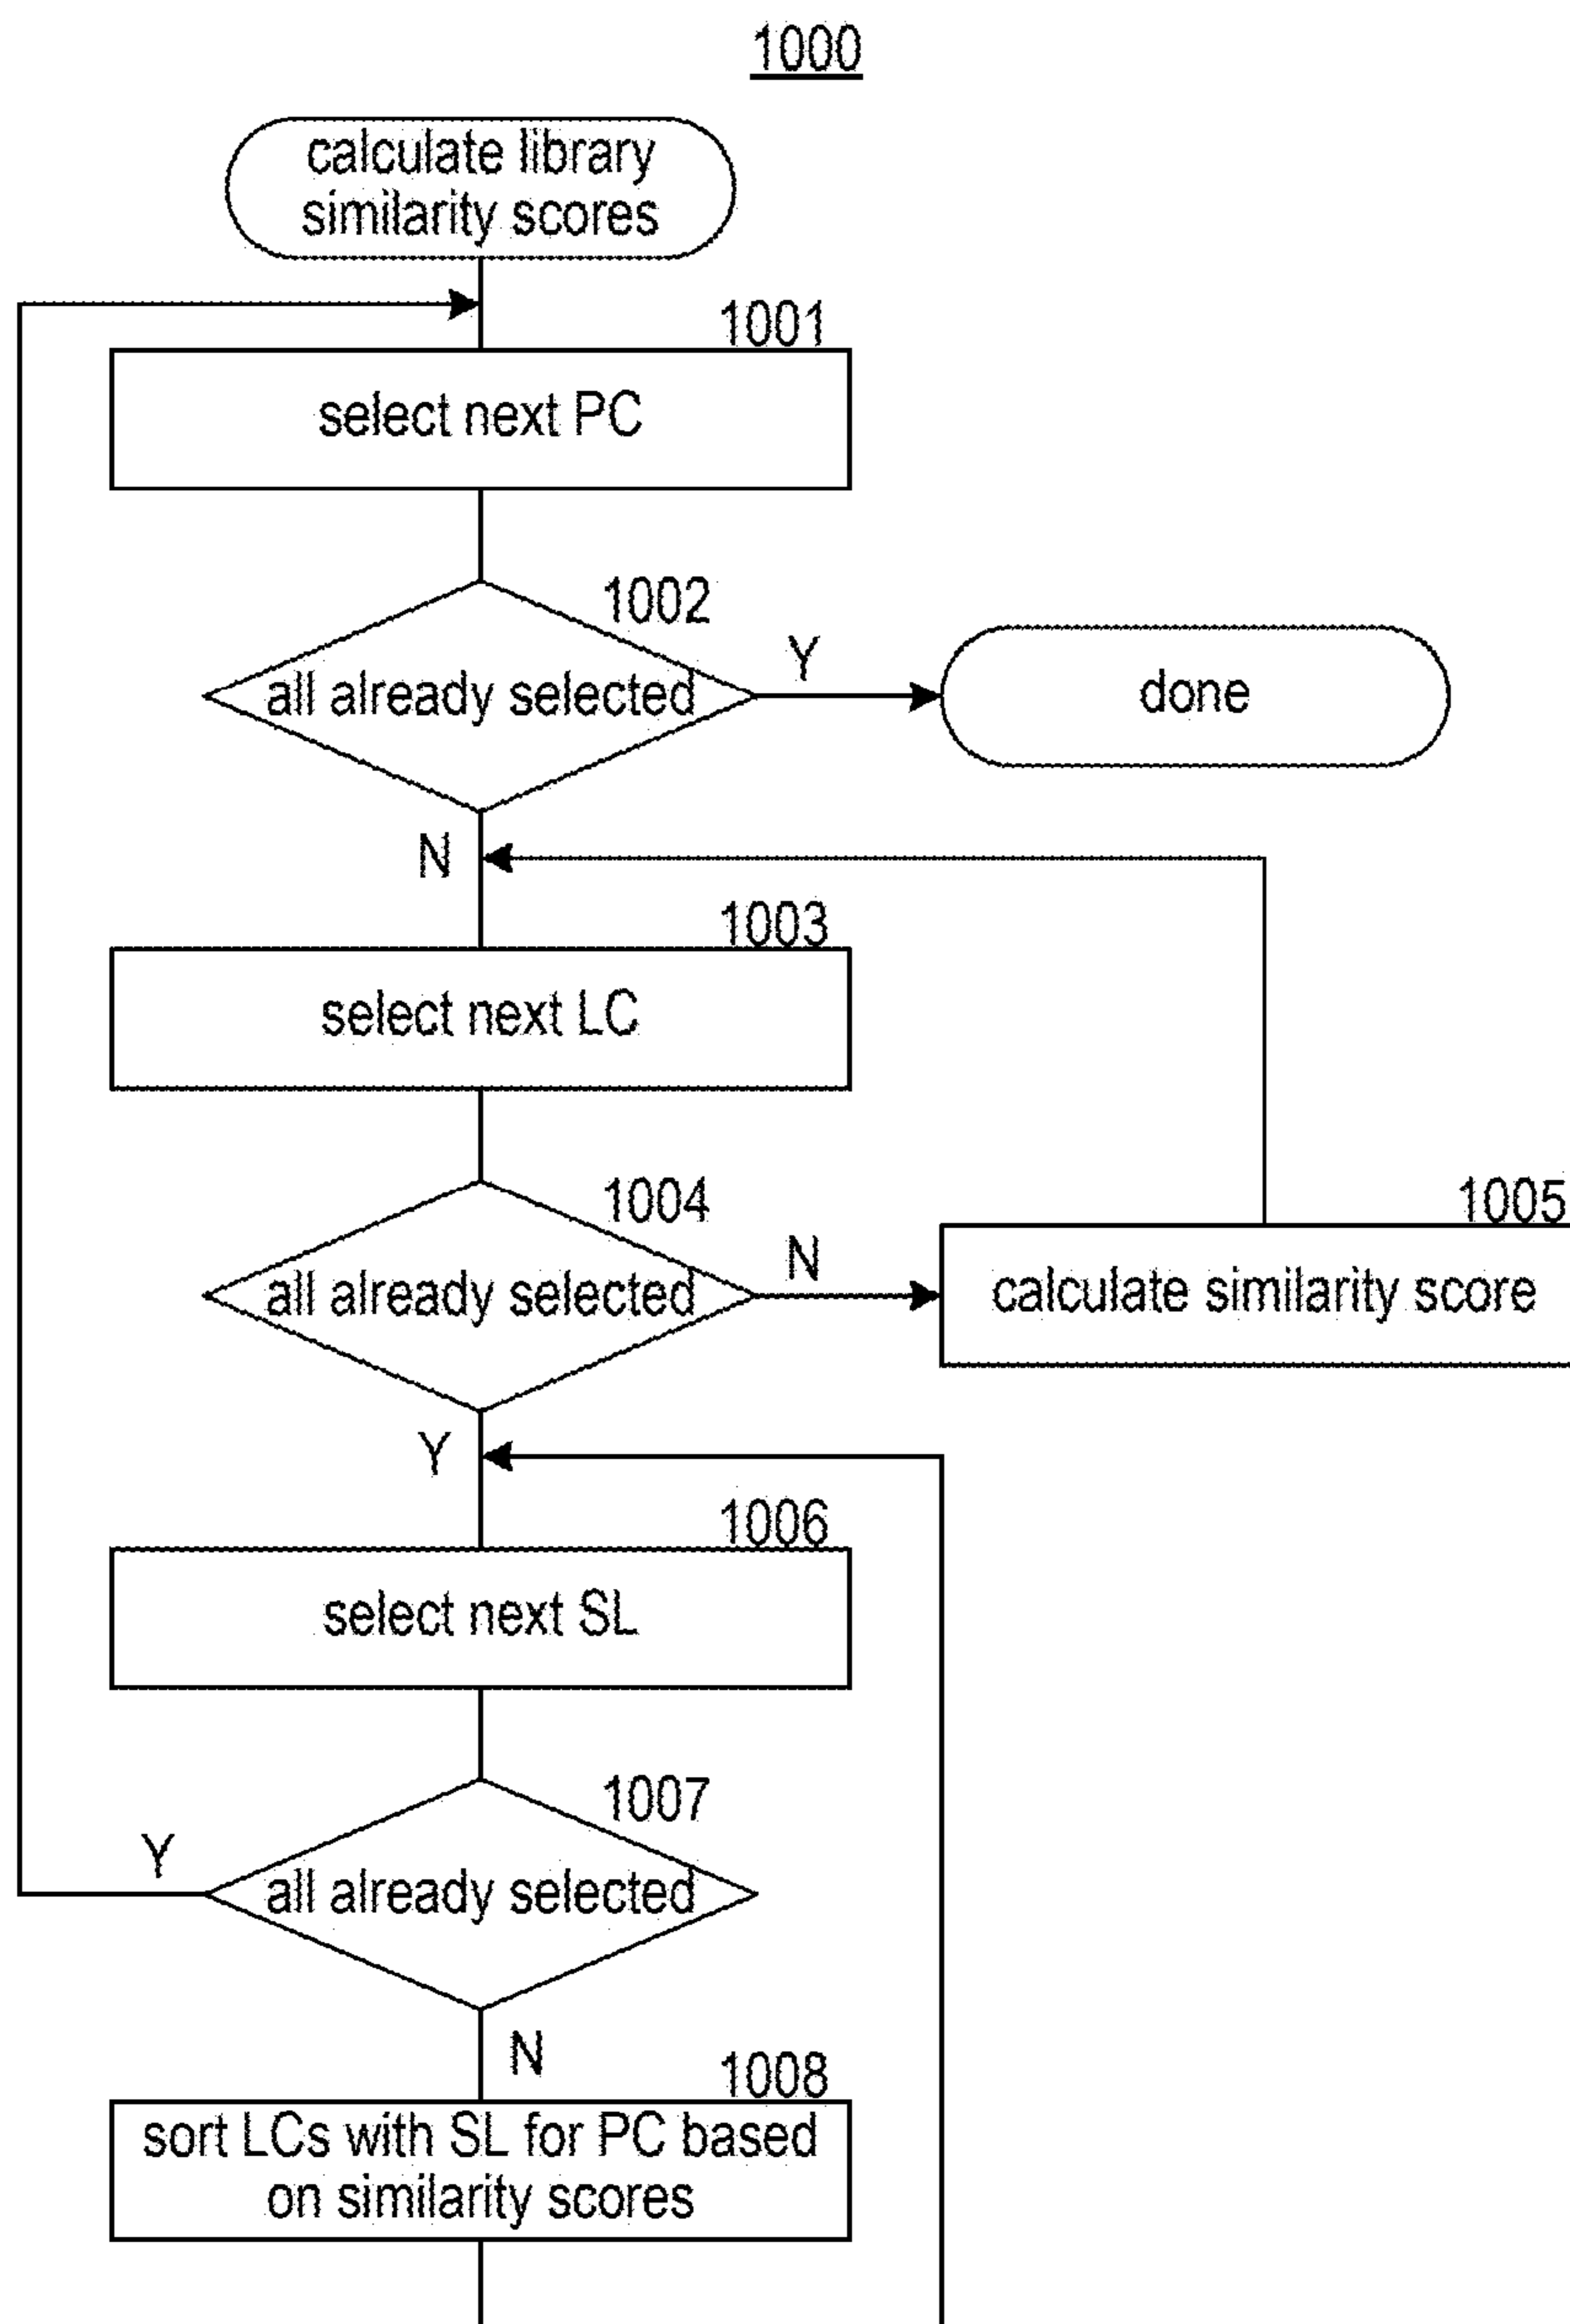 1000
calculate library
similarity scores
1001
select next PC
1002
all already selected
Y
done
N
1003
select next LC
1004
all already selected
N
1005
calculate similarity score
Y
1006
select next SL
1007
all already selected
Y
N
1008
sort LCs with SL for PC based
on similarity scores